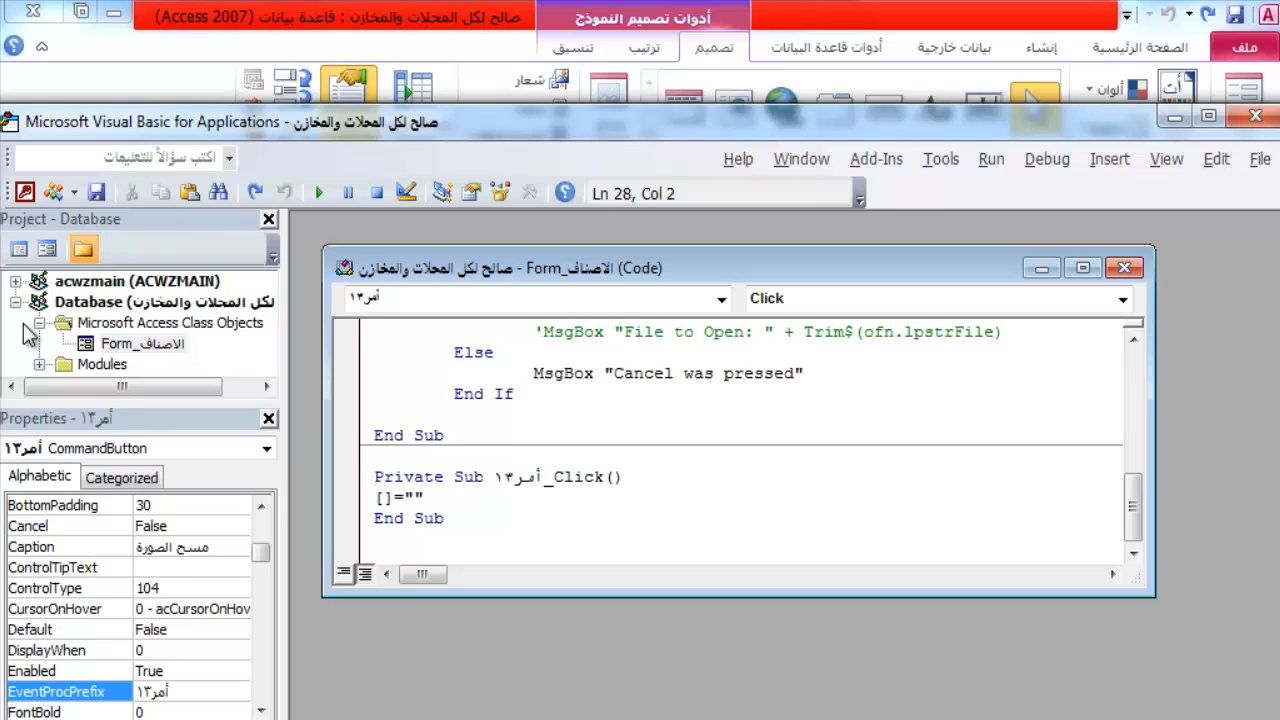 صالح لكل المحلات والمخازن : قاعدة بيانات (Access 2007)
أدوات تصميم النموذج
ملف
الصفحة الرئيسية
إنشاء
بيانات خارجية
أدوات قاعدة البيانات
تصميم
ترتيب
تنسيق
شعار
ألوان
Microsoft Visual Basic for Applications - صالح لكل المحلات والمخازن
اكتب سؤالاً للتعليمات
Help Window Add-Ins Tools Run Debug Insert View Edit File
Ln 28, Col 2
Project - Database
acwzmain (ACWZMAIN)
Database (لكل المحلات والمخازن
Microsoft Access Class Objects
Form_الاصناف
Modules
Properties - أمر١٣
أمر١٣ CommandButton
Alphabetic Categorized
BottomPadding 30
Cancel False
Caption مسح الصورة
ControlTipText
ControlType 104
CursorOnHover 0 - acCursorOnHov
Default False
DisplayWhen 0
Enabled True
EventProcPrefix أمر١٣
FontBold 0
صالح لكل المحلات والمخازن - Form_الاصناف (Code)
أمر١٣
Click
'MsgBox "File to Open: " + Trim$(ofn.lpstrFile)
Else
MsgBox "Cancel was pressed"
End If
End Sub
Private Sub أمر١٣_Click()
[]=""
End Sub